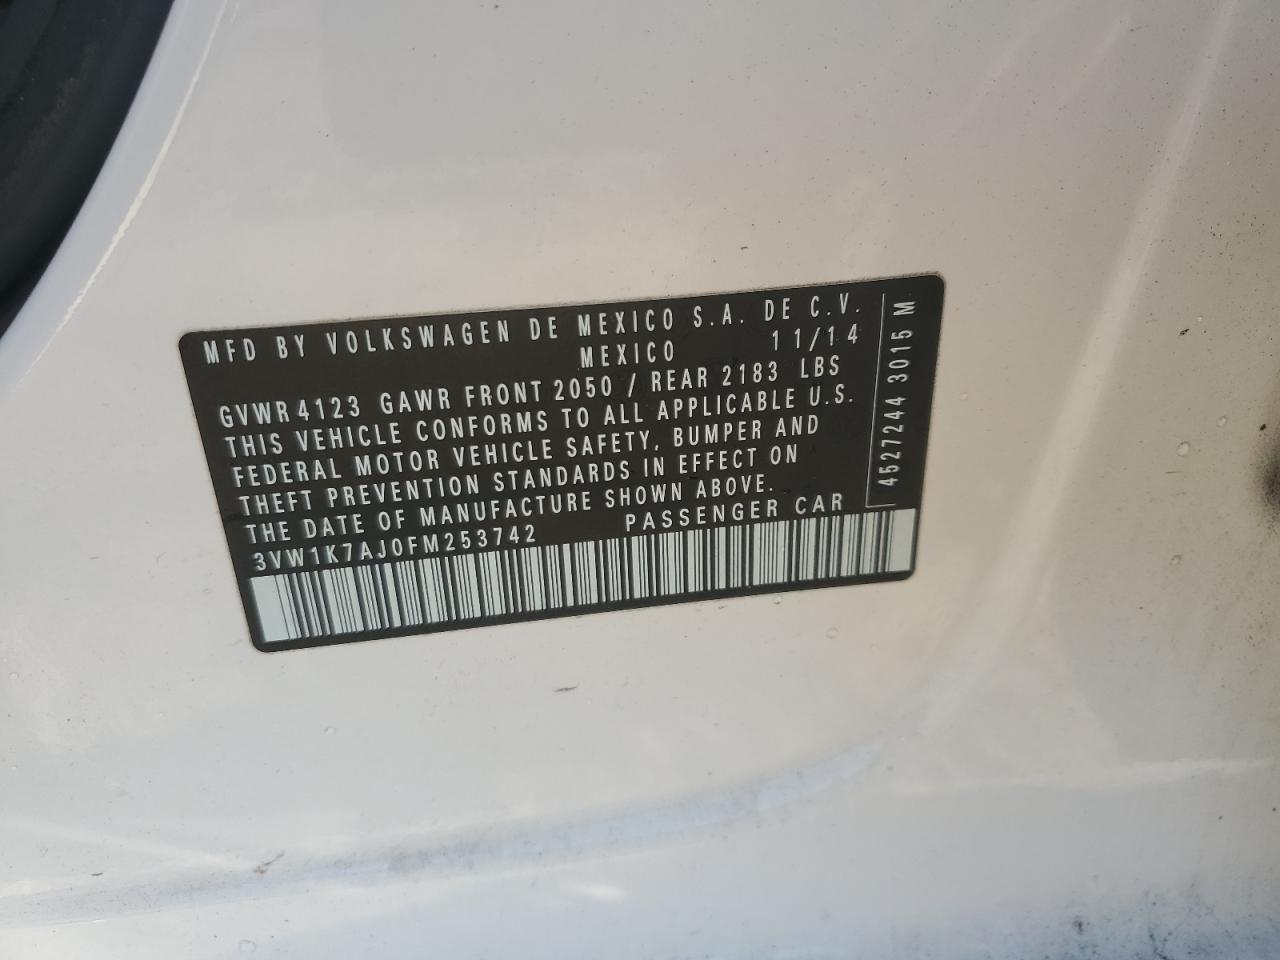 MFD BY VOLKSWAGEN DE MEXICO S.A. DE C.V.
MEXICO 11/14
GVWR 4123 GAWR FRONT 2050 / REAR 2183 LBS
THIS VEHICLE CONFORMS TO ALL APPLICABLE U.S.
FEDERAL MOTOR VEHICLE SAFETY, BUMPER AND
THEFT PREVENTION STANDARDS IN EFFECT ON
THE DATE OF MANUFACTURE SHOWN ABOVE.
3VW1K7AJ0FM253742 PASSENGER CAR
4527244 3015 M